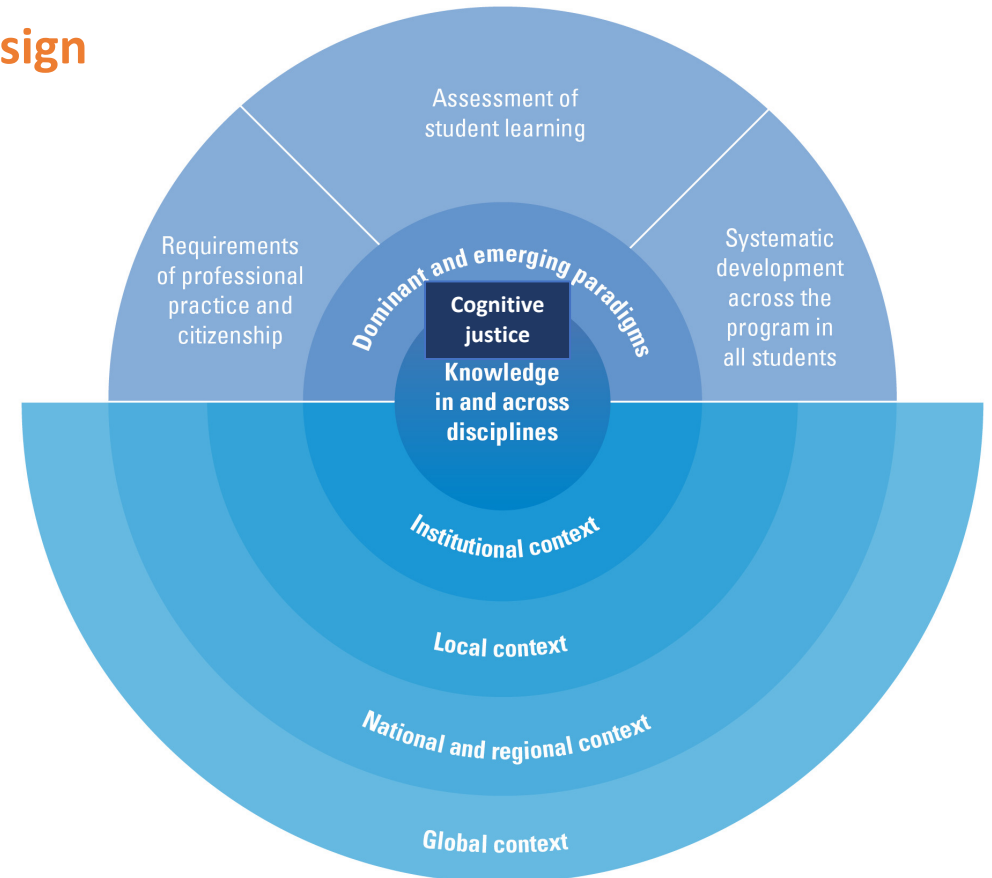 sign
Assessment of
student learning
Requirements
of professional
practice and
citizenship
Systematic
development
across the
program in
all students
Dominant and emerging paradigms
Cognitive
justice
Knowledge
in and across
disciplines
Institutional context
Local context
National and regional context
Global context